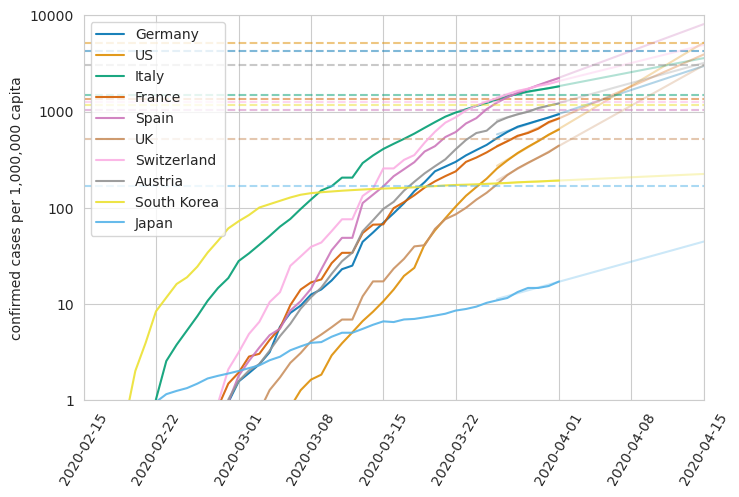 10000
1000
100
10
1
confirmed cases per 1,000,000 capita
Germany
US
Italy
France
Spain
UK
Switzerland
Austria
South Korea
Japan
2020-02-15
2020-02-22
2020-03-01
2020-03-08
2020-03-15
2020-03-22
2020-04-01
2020-04-08
2020-04-15